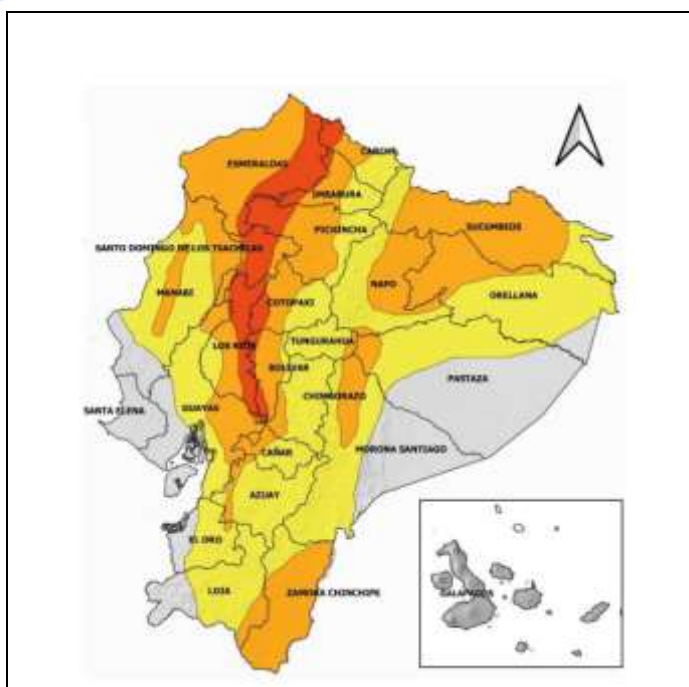 CARCHI
ESMERALDAS
IMBABURA
PICHINCHA
SUCUMBIOS
SANTO DOMINGO DE LOS TSACHILAS
NAPO
MANABI
ORELLANA
COTOPAXI
LOS RIOS
TUNGURAHUA
BOLIVAR
PASTAZA
CHIMBORAZO
SANTA ELENA
GUAYAS
MORONA SANTIAGO
CAÑAR
AZUAY
EL ORO
LOJA
ZAMORA CHINCHIPE
GALAPAGOS